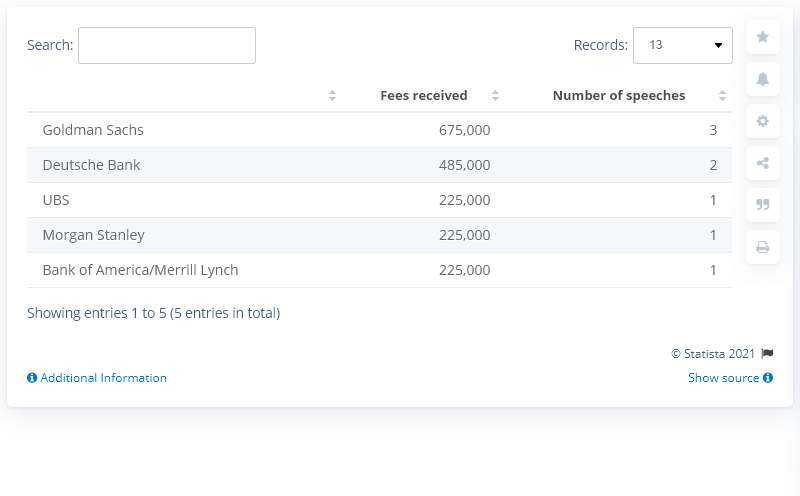 Search:
Records: 13
Fees received Number of speeches
Goldman Sachs 675,000 3
Deutsche Bank 485,000 2
UBS 225,000 1
Morgan Stanley 225,000 1
Bank of America/Merrill Lynch 225,000 1
Showing entries 1 to 5 (5 entries in total)
© Statista 2021
Additional Information
Show source